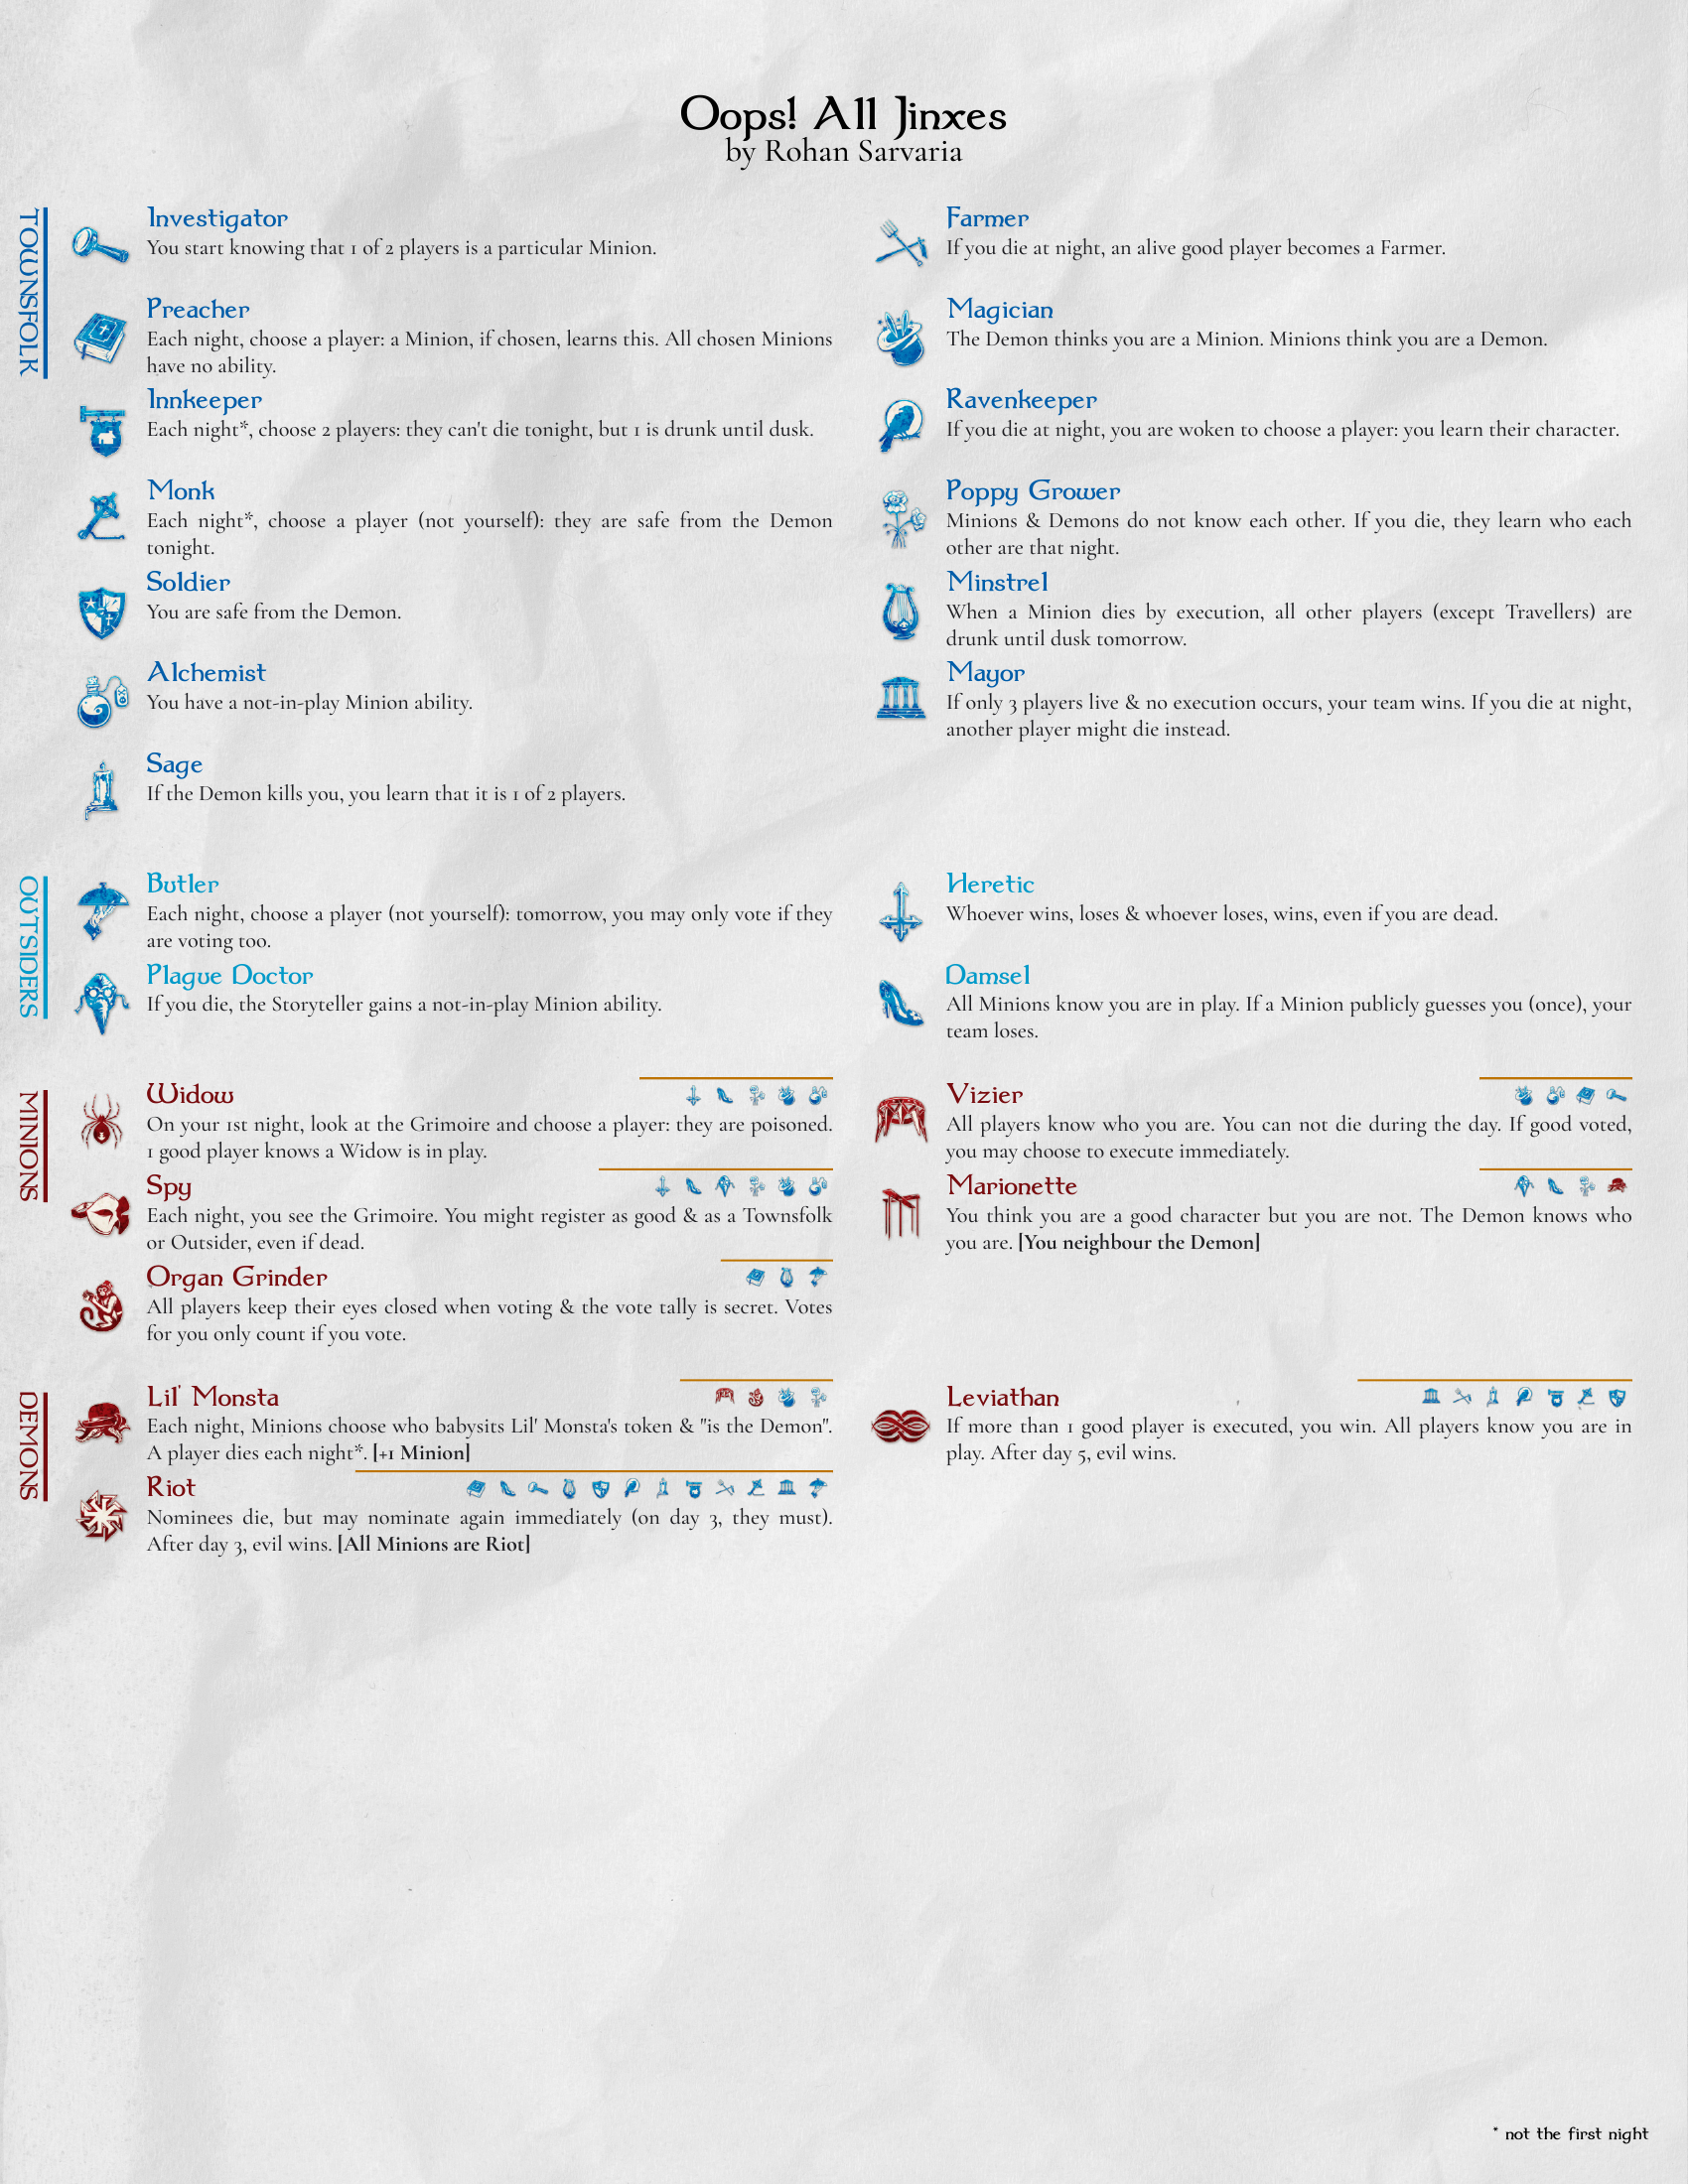 Oops! All Jinxes
by Rohan Sarvaria
TOWNSFOLK
Investigator
You start knowing that 1 of 2 players is a particular Minion.
Preacher
Each night, choose a player: a Minion, if chosen, learns this. All chosen Minions
have no ability.
Innkeeper
Each night*, choose 2 players: they can't die tonight, but 1 is drunk until dusk.
Monk
Each night*, choose a player (not yourself): they are safe from the Demon
tonight.
Soldier
You are safe from the Demon.
Alchemist
You have a not-in-play Minion ability.
Sage
If the Demon kills you, you learn that it is 1 of 2 players.
Farmer
If you die at night, an alive good player becomes a Farmer.
Magician
The Demon thinks you are a Minion. Minions think you are a Demon.
Ravenkeeper
If you die at night, you are woken to choose a player: you learn their character.
Poppy Grower
Minions & Demons do not know each other. If you die, they learn who each
other are that night.
Minstrel
When a Minion dies by execution, all other players (except Travellers) are
drunk until dusk tomorrow.
Mayor
If only 3 players live & no execution occurs, your team wins. If you die at night,
another player might die instead.
OUTSIDERS
Butler
Each night, choose a player (not yourself): tomorrow, you may only vote if they
are voting too.
Plague Doctor
If you die, the Storyteller gains a not-in-play Minion ability.
Heretic
Whoever wins, loses & whoever loses, wins, even if you are dead.
Damsel
All Minions know you are in play. If a Minion publicly guesses you (once), your
team loses.
MINIONS
Widow
On your 1st night, look at the Grimoire and choose a player: they are poisoned.
1 good player knows a Widow is in play.
Spy
Each night, you see the Grimoire. You might register as good & as a Townsfolk
or Outsider, even if dead.
Organ Grinder
All players keep their eyes closed when voting & the vote tally is secret. Votes
for you only count if you vote.
Vizier
All players know who you are. You can not die during the day. If good voted,
you may choose to execute immediately.
Marionette
You think you are a good character but you are not. The Demon knows who
you are. [You neighbour the Demon]
DEMONS
Lil' Monsta
Each night, Minions choose who babysits Lil' Monsta's token & "is the Demon".
A player dies each night*. [+1 Minion]
Riot
Nominees die, but may nominate again immediately (on day 3, they must).
After day 3, evil wins. [All Minions are Riot]
Leviathan
If more than 1 good player is executed, you win. All players know you are in
play. After day 5, evil wins.
* not the first night